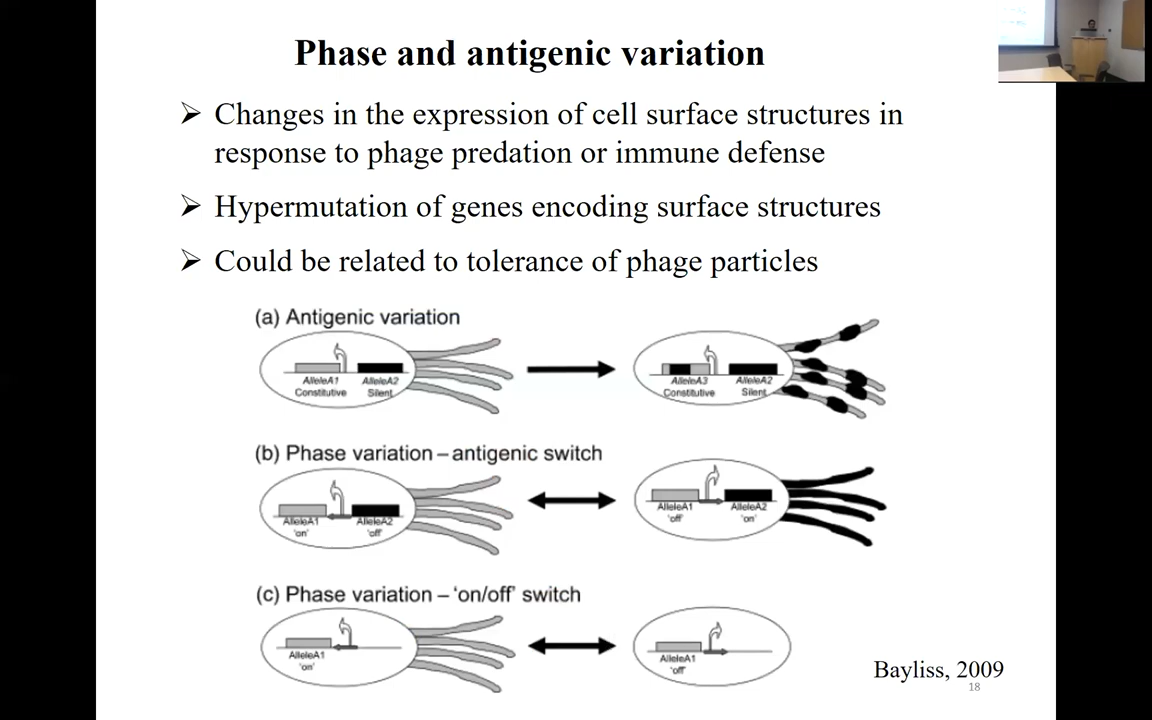 Phase and antigenic variation
➢ Changes in the expression of cell surface structures in
response to phage predation or immune defense
➢ Hypermutation of genes encoding surface structures
➢ Could be related to tolerance of phage particles
(a) Antigenic variation
AlleleA1 AlleleA2 AlleleA3 AlleleA2
Constitutive Silent Constitutive Silent
(b) Phase variation – antigenic switch
AlleleA1 AlleleA2 AlleleA1 AlleleA2
'on' 'off' 'off' 'on'
(c) Phase variation – 'on/off' switch
AlleleA1 AlleleA1
'on' 'off'
Bayliss, 2009
18